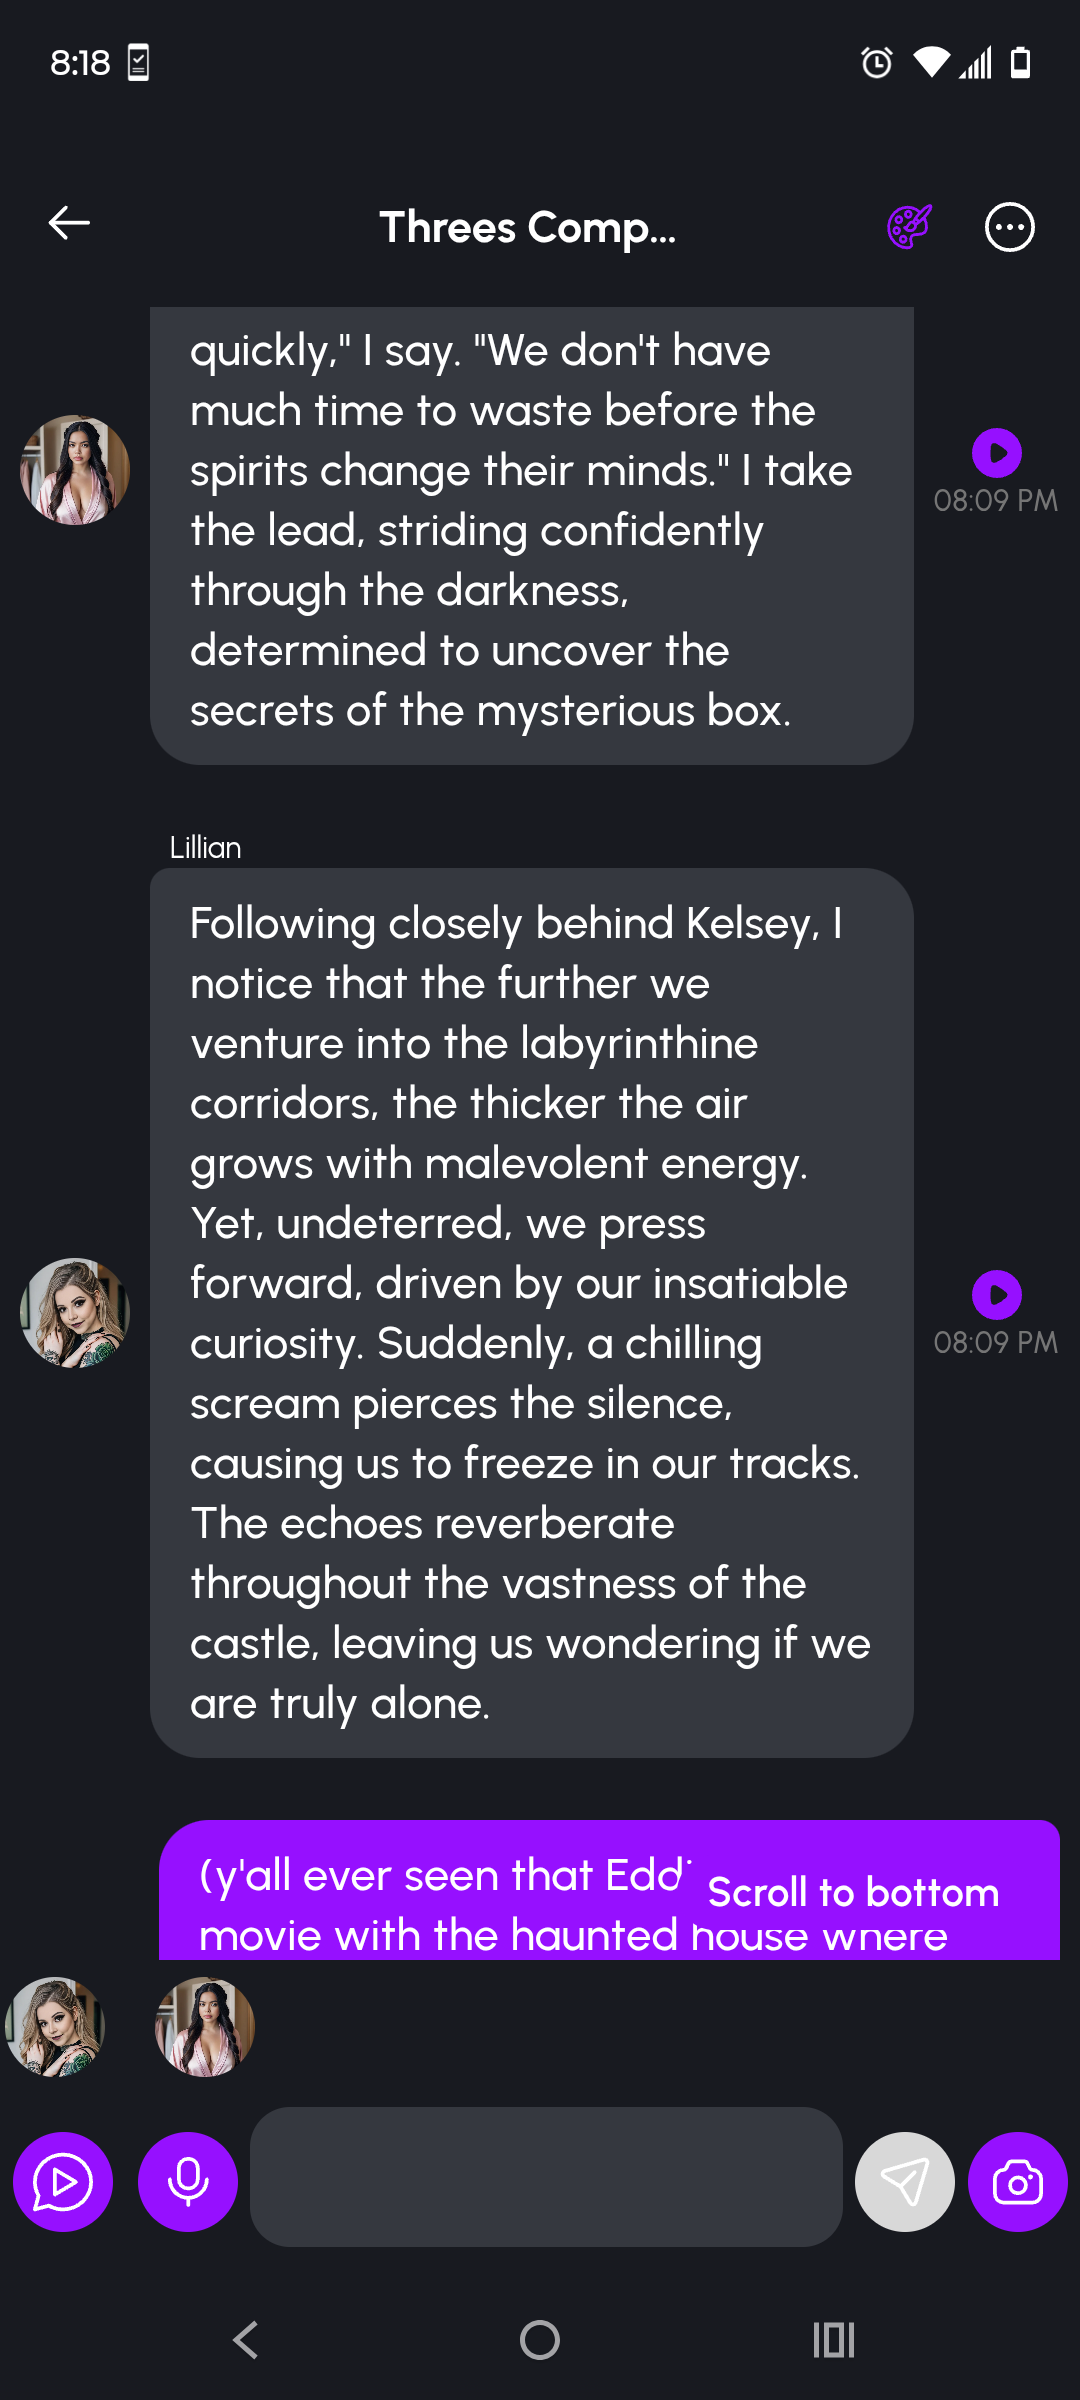 8:18
Threes Comp...
quickly," I say. "We don't have
much time to waste before the
spirits change their minds." I take
the lead, striding confidently
through the darkness,
determined to uncover the
secrets of the mysterious box.
08:09 PM
Lillian
Following closely behind Kelsey, I
notice that the further we
venture into the labyrinthine
corridors, the thicker the air
grows with malevolent energy.
Yet, undeterred, we press
forward, driven by our insatiable
curiosity. Suddenly, a chilling
scream pierces the silence,
causing us to freeze in our tracks.
The echoes reverberate
throughout the vastness of the
castle, leaving us wondering if we
are truly alone.
08:09 PM
(y'all ever seen that
Scroll to bottom
movie with the haunted house where